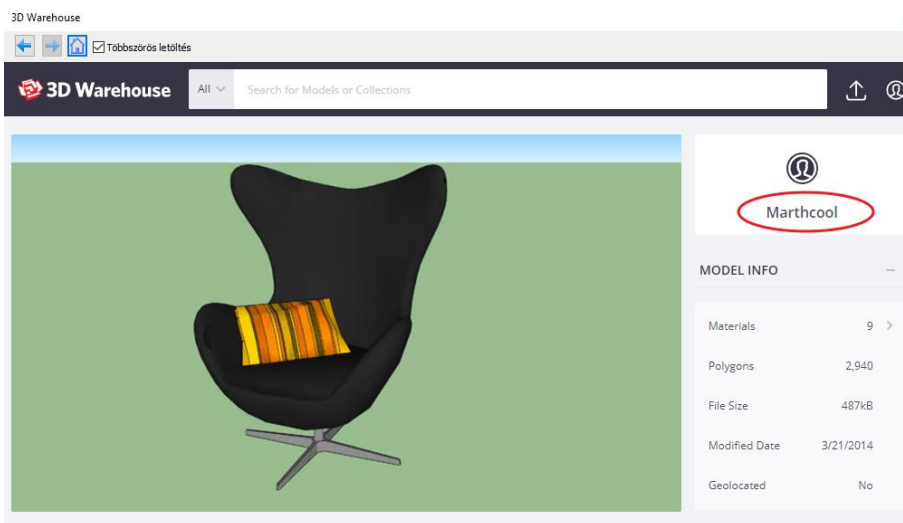 3D Warehouse
Többszörös letöltés
3D Warehouse All Search for Models or Collections
Marthcool
MODEL INFO
Materials 9
Polygons 2,940
File Size 487kB
Modified Date 3/21/2014
Geolocated No